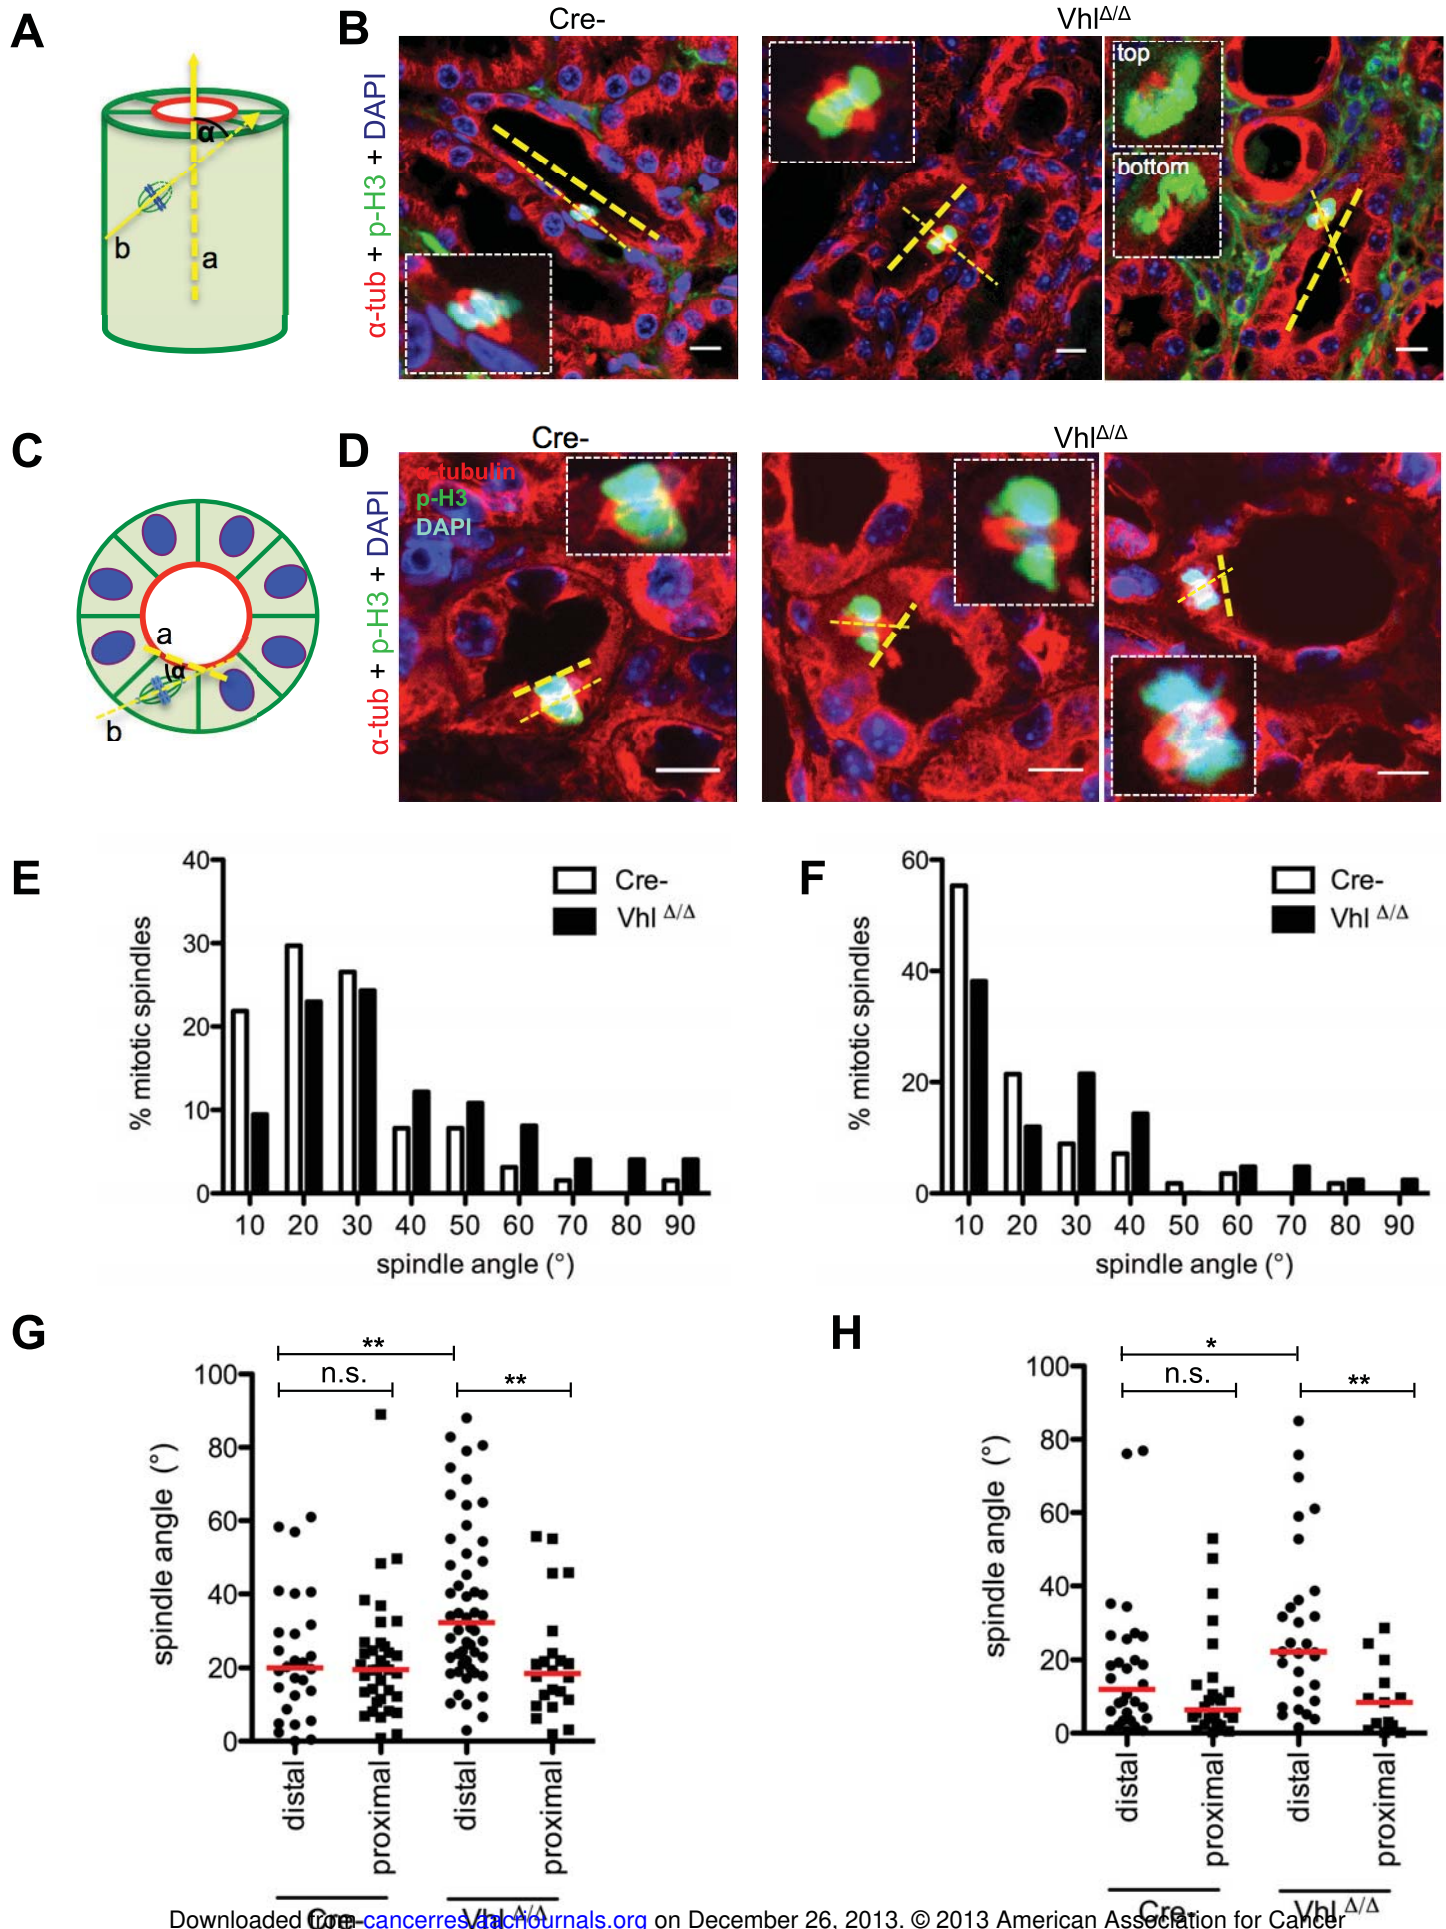 A
α
b
a
B
Cre-
Vhl Δ/Δ
α-tub + p-H3 + DAPI
top
bottom
C
a
α
b
D
Cre-
Vhl Δ/Δ
α-tub + p-H3 + DAPI
α-tubulin
p-H3
DAPI
E
40
30
20
10
0
% mitotic spindles
Cre-
Vhl Δ/Δ
10 20 30 40 50 60 70 80 90
spindle angle (°)
F
60
40
20
0
% mitotic spindles
Cre-
Vhl Δ/Δ
10 20 30 40 50 60 70 80 90
spindle angle (°)
G
**
n.s.
**
100
80
60
40
20
0
spindle angle (°)
distal
proximal
distal
proximal
Cre-
Vhl Δ/Δ
H
*
n.s.
**
100
80
60
40
20
0
spindle angle (°)
distal
proximal
distal
proximal
Cre-
Vhl Δ/Δ
Downloaded from cancerres.aacrjournals.org on December 26, 2013. © 2013 American Association for Cancer